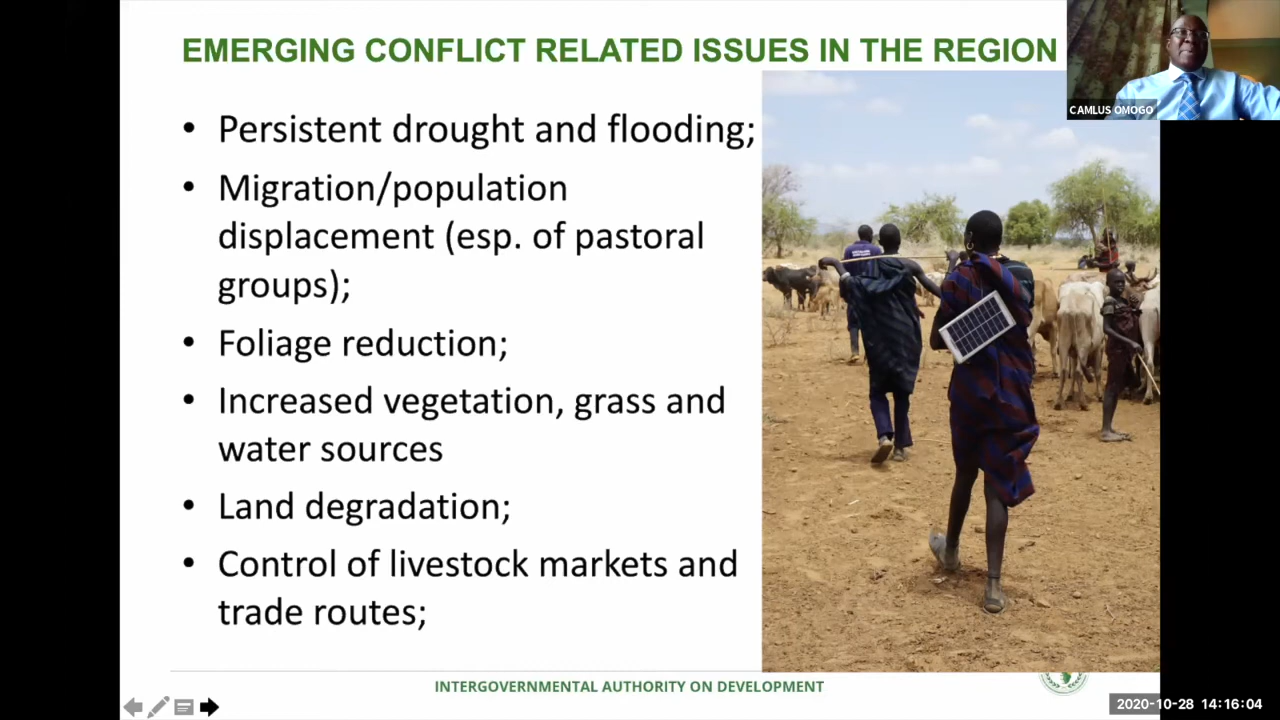 EMERGING CONFLICT RELATED ISSUES IN THE REGION
CAMLUS OMOGO
• Persistent drought and flooding;
• Migration/population
displacement (esp. of pastoral
groups);
• Foliage reduction;
• Increased vegetation, grass and
water sources
• Land degradation;
• Control of livestock markets and
trade routes;
INTERGOVERNMENTAL AUTHORITY ON DEVELOPMENT
2020-10-28 14:16:04